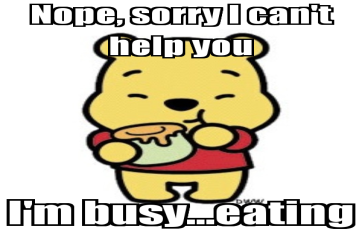 Nope, sorry I can't
help you
I'm busy...eating